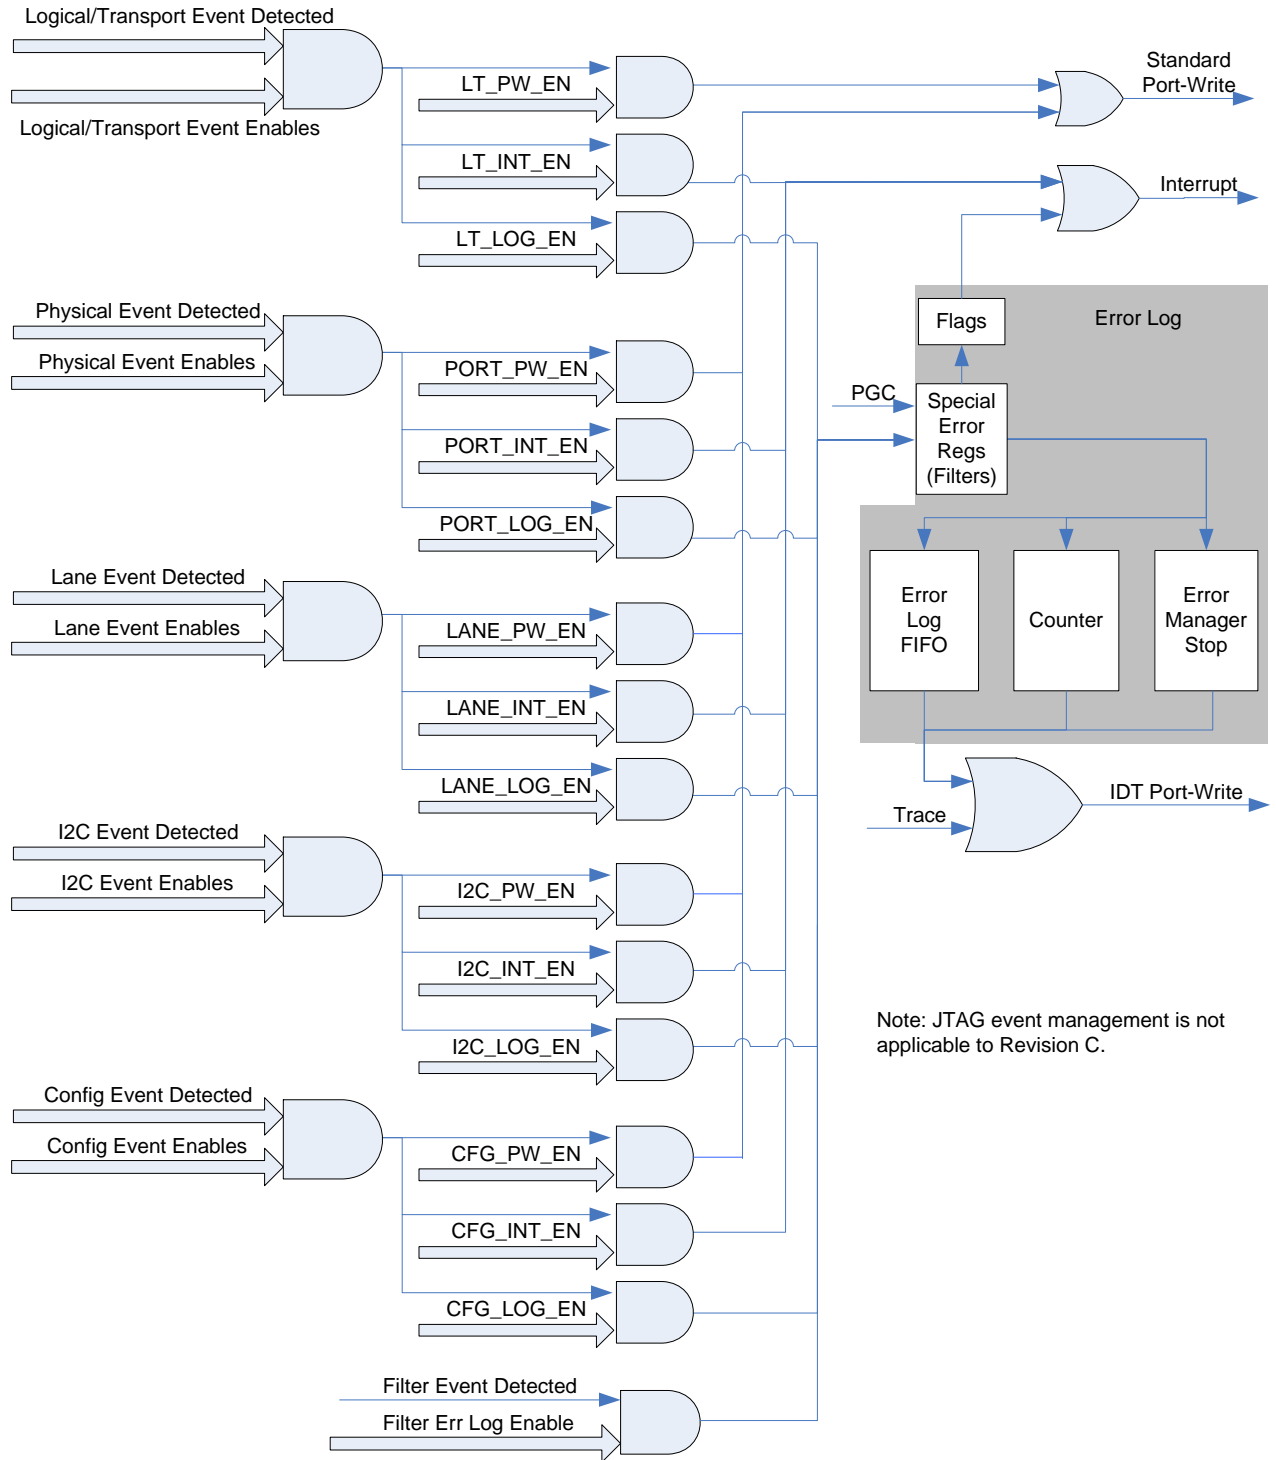 Logical/Transport Event Detected
Logical/Transport Event Enables
LT_PW_EN
LT_INT_EN
LT_LOG_EN
Standard
Port-Write
Interrupt
Physical Event Detected
Physical Event Enables
PORT_PW_EN
PORT_INT_EN
PORT_LOG_EN
Flags
Error Log
PGC
Special
Error
Regs
(Filters)
Error
Log
FIFO
Counter
Error
Manager
Stop
Lane Event Detected
Lane Event Enables
LANE_PW_EN
LANE_INT_EN
LANE_LOG_EN
Trace
IDT Port-Write
I2C Event Detected
I2C Event Enables
I2C_PW_EN
I2C_INT_EN
I2C_LOG_EN
Note: JTAG event management is not
applicable to Revision C.
Config Event Detected
Config Event Enables
CFG_PW_EN
CFG_INT_EN
CFG_LOG_EN
Filter Event Detected
Filter Err Log Enable